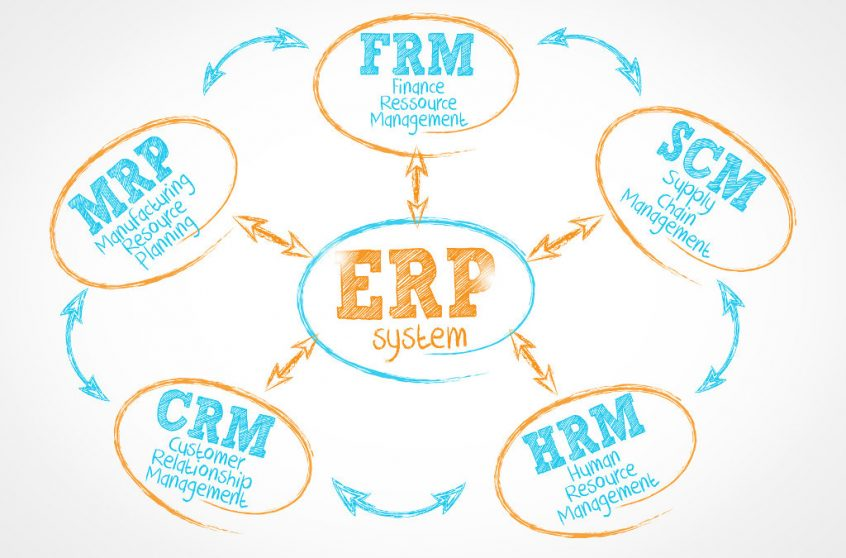 FRM
Finance
Ressource
Management
MRP
Manufacturing
Resource
Planning
SCM
Supply
Chain
Management
ERP
system
CRM
Customer
Relationship
Management
HRM
Human
Resource
Management